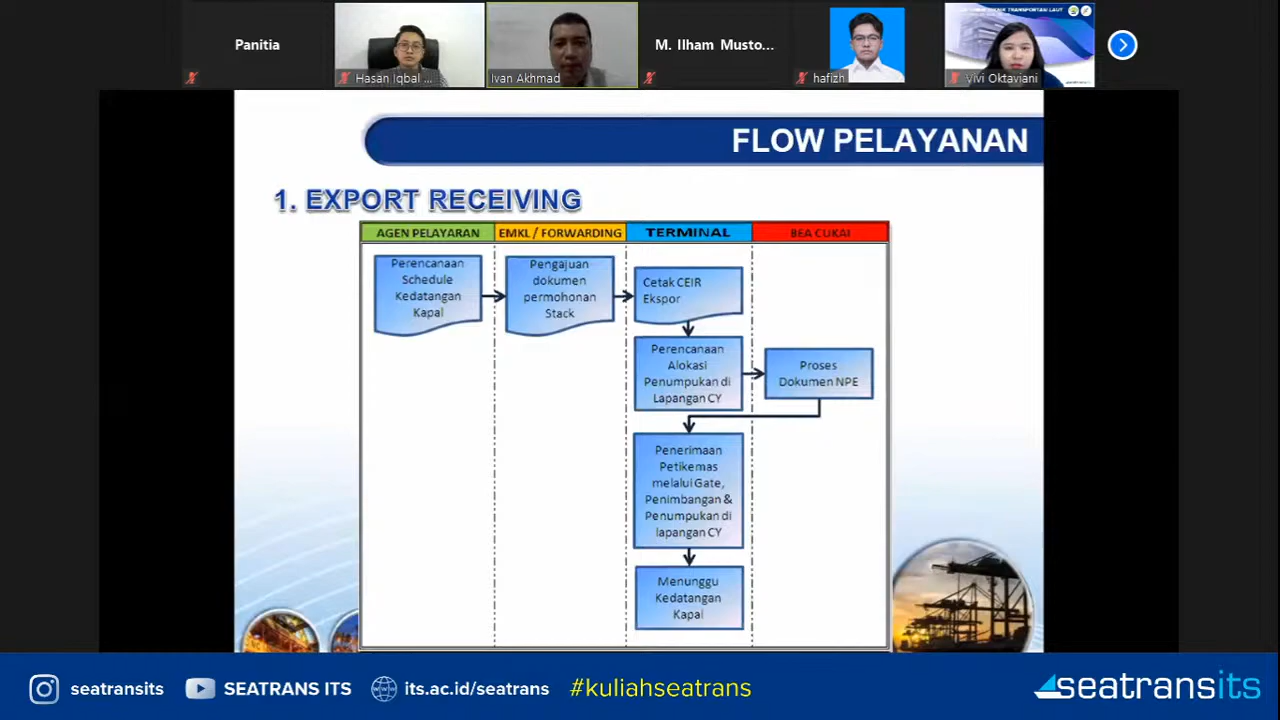 Panitia
Hasan Iqbal ...
Ivan Akhmad
M. Ilham Musto...
hafizh
TRANSPORTASI LAUT
Vivi Oktaviani
FLOW PELAYANAN
1. EXPORT RECEIVING
AGEN PELAYARAN
EMKL / FORWARDING
TERMINAL
BEA CUKAI
Perencanaan
Schedule
Kedatangan
Kapal
Pengajuan
dokumen
permohonan
Stack
Cetak CEIR
Ekspor
Perencanaan
Alokasi
Penumpukan di
Lapangan CY
Proses
Dokumen NPE
Penerimaan
Petikemas
melalui Gate,
Penimbangan &
Penumpukan di
lapangan CY
Menunggu
Kedatangan
Kapal
seatransits
SEATRANS ITS
its.ac.id/seatrans
#kuliahseatrans
seatransits